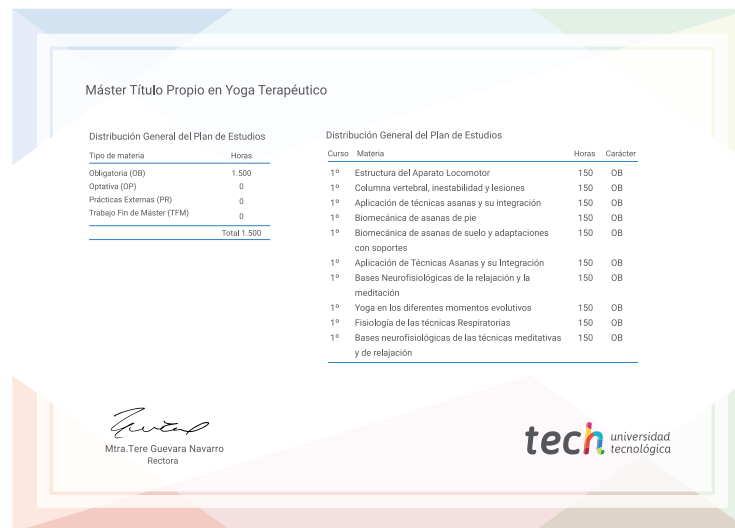 Máster Título Propio en Yoga Terapéutico
Distribución General del Plan de Estudios
Tipo de materia Horas
Obligatoria (OB) 1.500
Optativa (OP) 0
Prácticas Externas (PR) 0
Trabajo Fin de Máster (TFM) 0
Total 1.500
Distribución General del Plan de Estudios
Curso Materia Horas Carácter
1º Estructura del Aparato Locomotor 150 OB
1º Columna vertebral, inestabilidad y lesiones 150 OB
1º Aplicación de técnicas asanas y su integración 150 OB
1º Biomecánica de asanas de pie 150 OB
1º Biomecánica de asanas de suelo y adaptaciones 150 OB
con soportes
1º Aplicación de Técnicas Asanas y su Integración 150 OB
1º Bases Neurofisiológicas de la relajación y la 150 OB
meditación
1º Yoga en los diferentes momentos evolutivos 150 OB
1º Fisiología de las técnicas Respiratorias 150 OB
1º Bases neurofisiológicas de las técnicas meditativas 150 OB
y de relajación
Mtra.Tere Guevara Navarro
Rectora
tech universidad
tecnológica